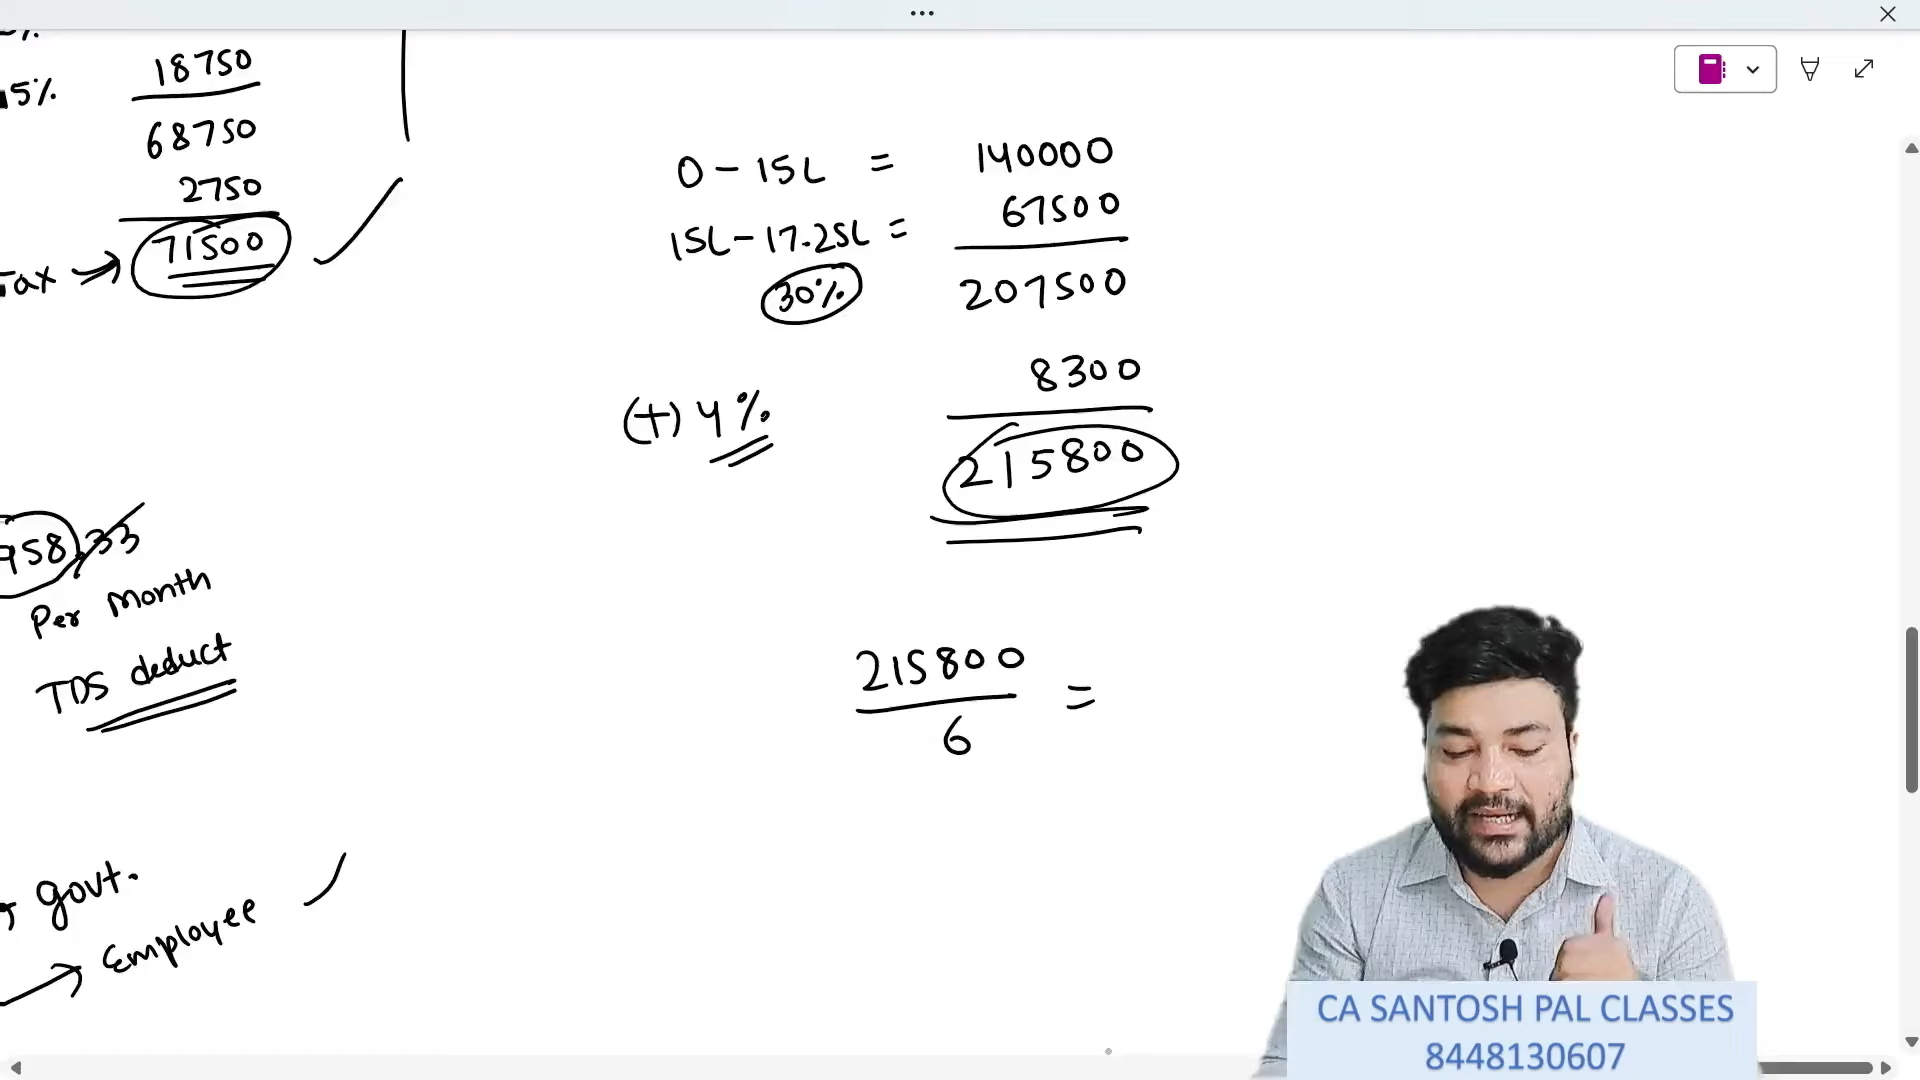 18750
15%
68750
2750
Tax → 71500
958.33
Per Month
TDS deduct
Govt.
→ Employee
0 - 15L = 140000
15L - 17.25L = 67500
30%
207500
(+) 4% 8300
215800
215800
6
=
CA SANTOSH PAL CLASSES
8448130607